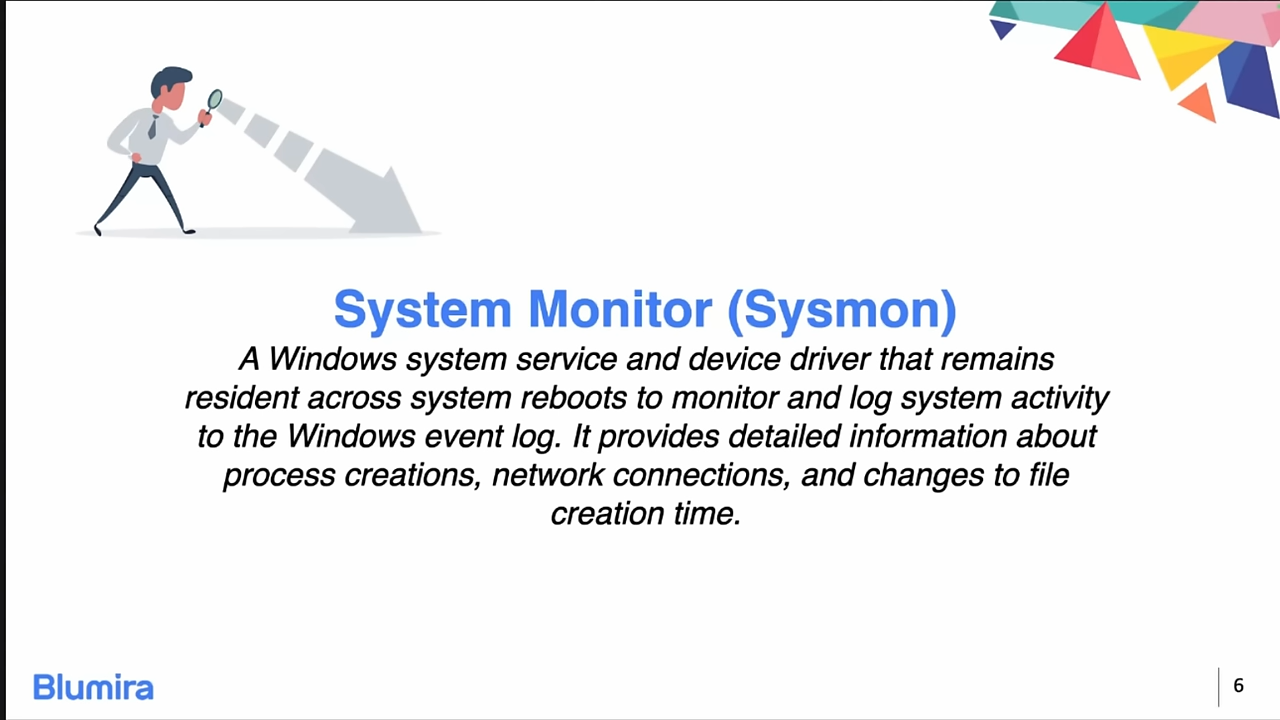 System Monitor (Sysmon)
A Windows system service and device driver that remains
resident across system reboots to monitor and log system activity
to the Windows event log. It provides detailed information about
process creations, network connections, and changes to file
creation time.
Blumira
6